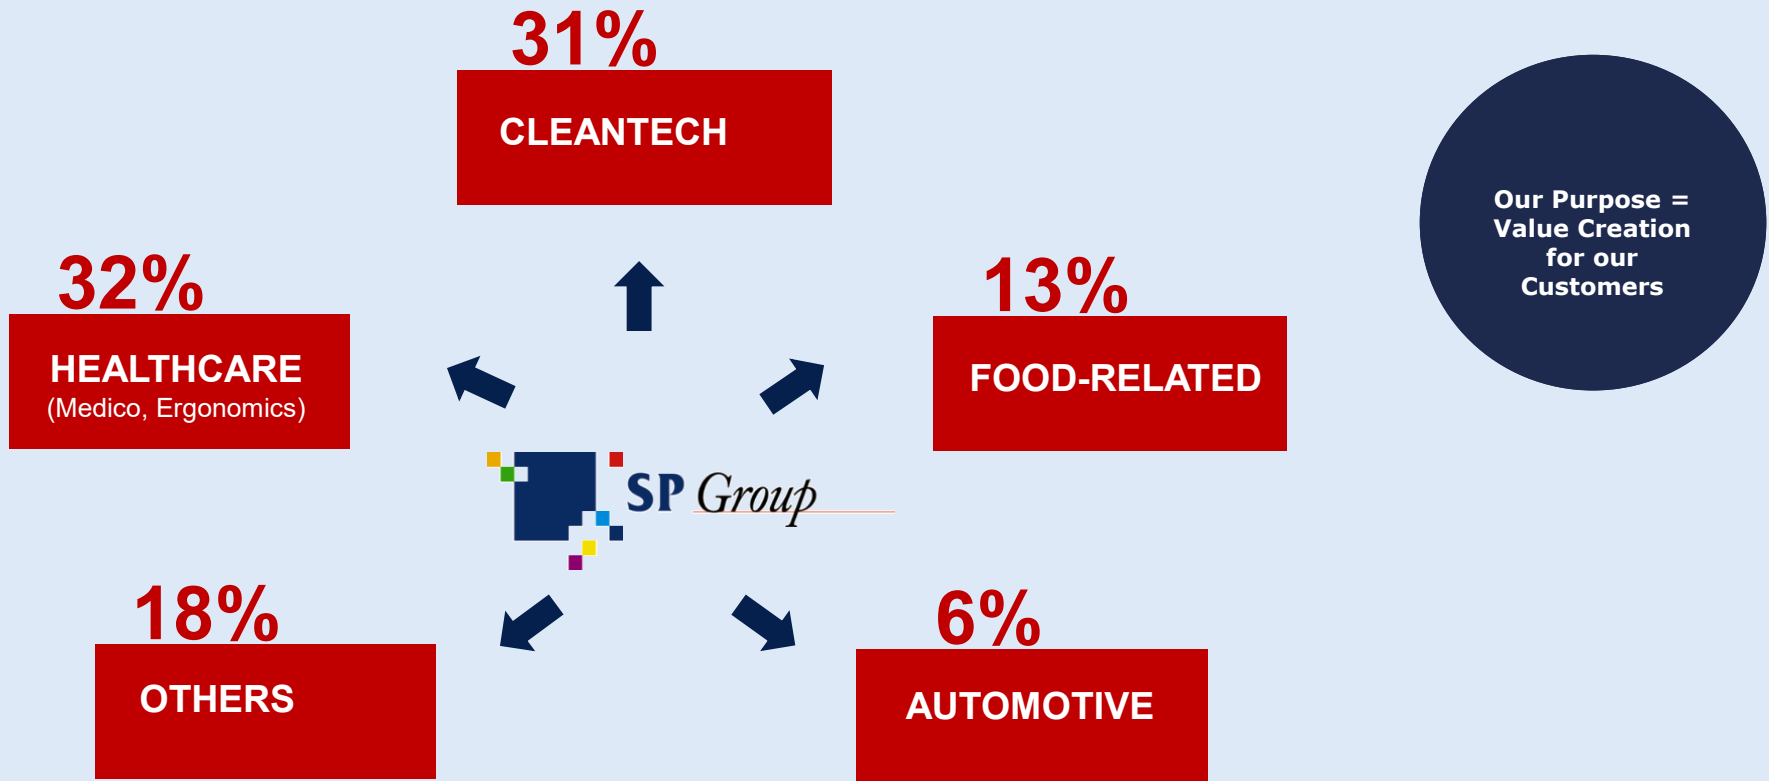 31%
CLEANTECH
Our Purpose =
Value Creation
for our
Customers
32%
HEALTHCARE
(Medico, Ergonomics)
13%
FOOD-RELATED
SP Group
18%
OTHERS
6%
AUTOMOTIVE